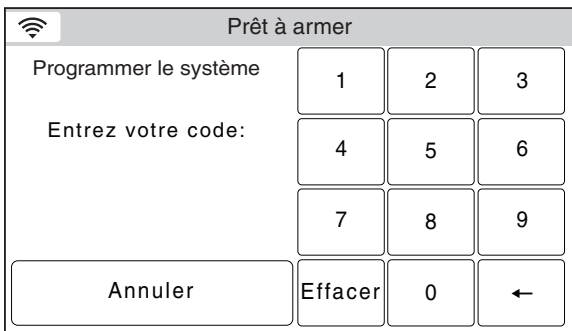 Prêt à armer
Programmer le système
Entrez votre code:
1 2 3
4 5 6
7 8 9
Annuler Effacer 0 ←